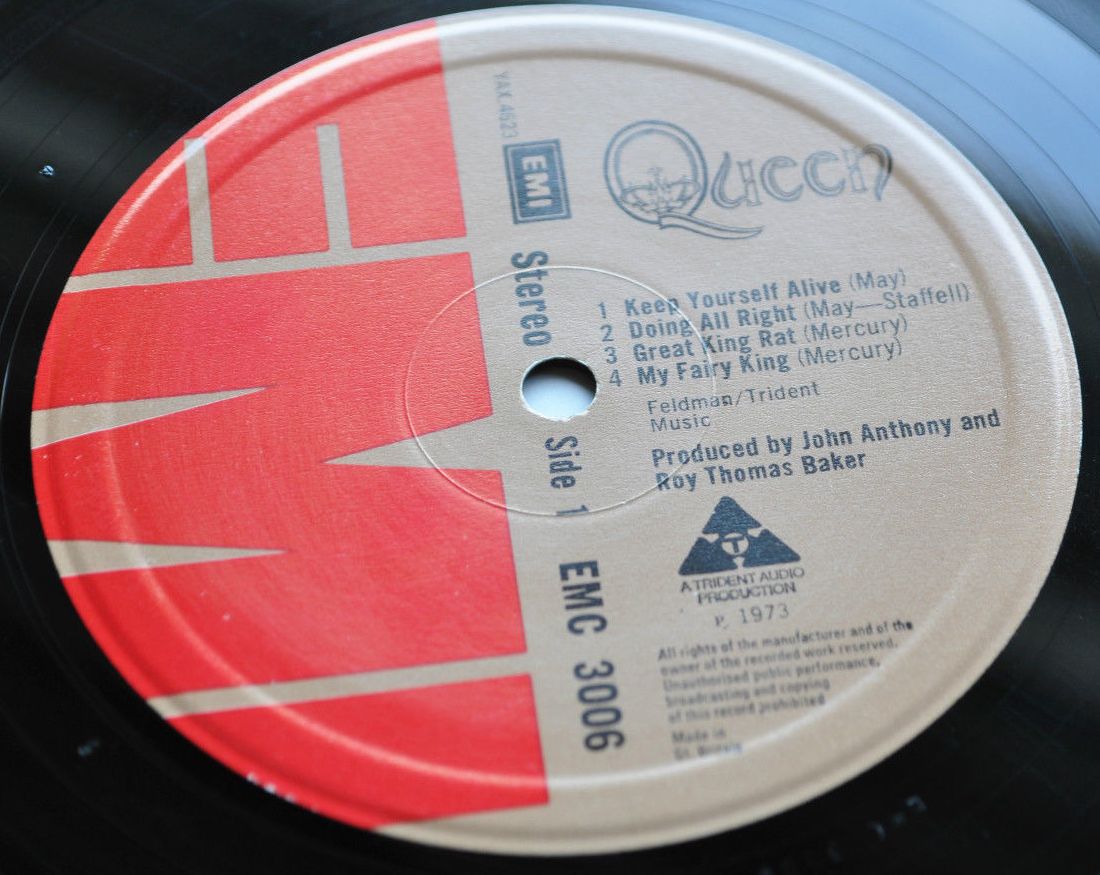 EMI
YAX 4523
EMI
Stereo
Side 1
EMC 3006
Queen
1 Keep Yourself Alive (May)
2 Doing All Right (May—Staffell)
3 Great King Rat (Mercury)
4 My Fairy King (Mercury)
Feldman/Trident
Music
Produced by John Anthony and
Roy Thomas Baker
T
A TRIDENT AUDIO
PRODUCTION
P. 1973
All rights of the manufacturer and of the
owner of the recorded work reserved.
Unauthorised public performance,
broadcasting and copying
of this record prohibited
Made in
Gt. Britain